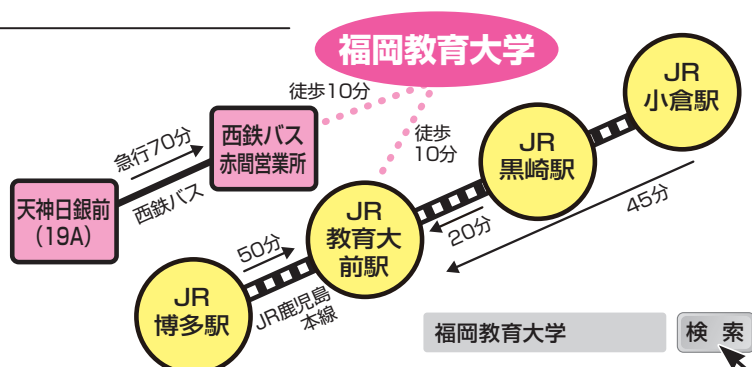 福岡教育大学
徒歩10分
徒歩
10分
急行70分
西鉄バス
赤間営業所
西鉄バス
天神日銀前
(19A)
JR
小倉駅
JR
黒崎駅
45分
20分
JR
教育大
前駅
50分
JR鹿児島
本線
JR
博多駅
福岡教育大学
検 索